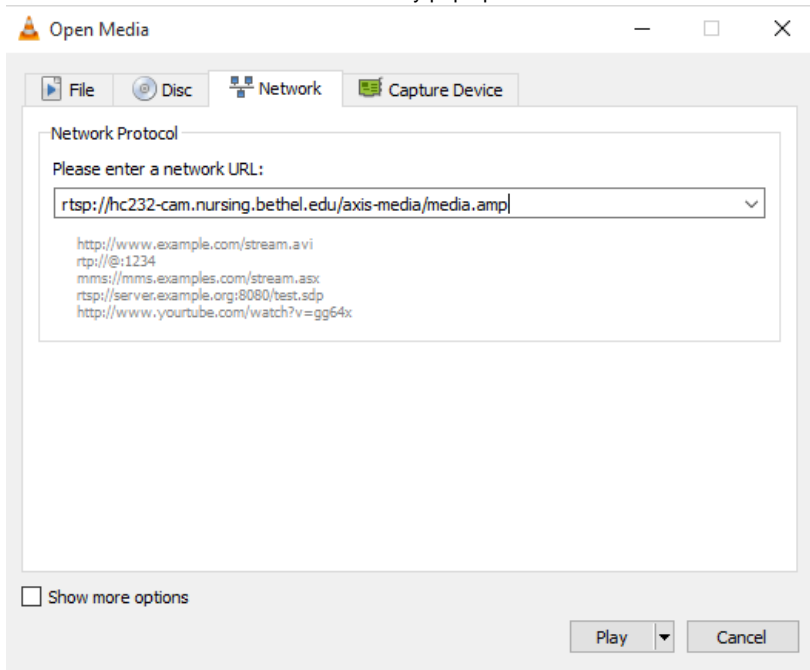 Open Media
File Disc Network Capture Device
Network Protocol
Please enter a network URL:
rtsp://hc232-cam.nursing.bethel.edu/axis-media/media.amp
http://www.example.com/stream.avi
rtp://@:1234
mms://mms.examples.com/stream.asx
rtsp://server.example.org:8080/test.sdp
http://www.yourtube.com/watch?v=gg64x
Show more options
Play Cancel